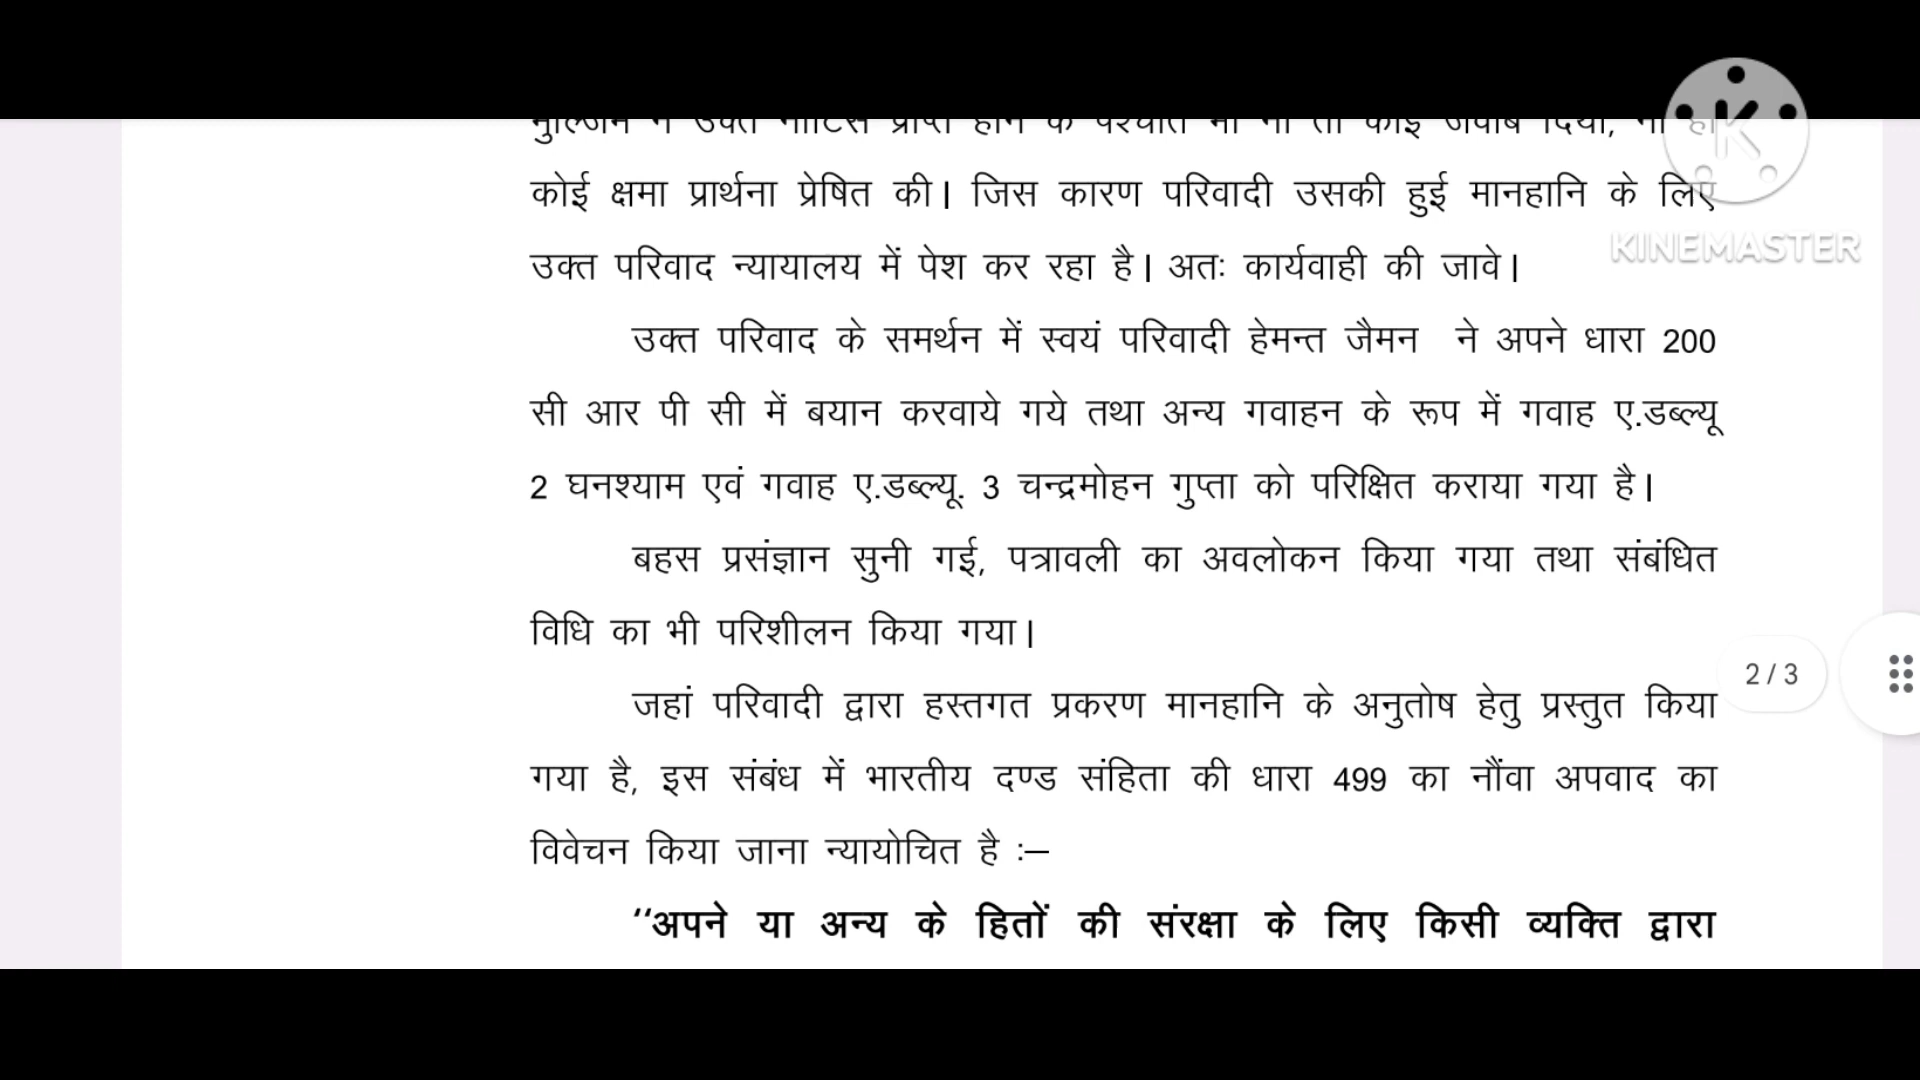 मुल्जिम ने उक्त नोटिस प्राप्त होने के पश्चात भी ना तो कोई जवाब दिया, ना ही
कोई क्षमा प्रार्थना प्रेषित की। जिस कारण परिवादी उसकी हुई मानहानि के लिए
उक्त परिवाद न्यायालय में पेश कर रहा है। अतः कार्यवाही की जावे।
उक्त परिवाद के समर्थन में स्वयं परिवादी हेमन्त जैमन ने अपने धारा 200
सी आर पी सी में बयान करवाये गये तथा अन्य गवाहन के रूप में गवाह ए.डब्ल्यू
2 घनश्याम एवं गवाह ए.डब्ल्यू. 3 चन्द्रमोहन गुप्ता को परिक्षित कराया गया है।
बहस प्रसंज्ञान सुनी गई, पत्रावली का अवलोकन किया गया तथा संबंधित
विधि का भी परिशीलन किया गया।
जहां परिवादी द्वारा हस्तगत प्रकरण मानहानि के अनुतोष हेतु प्रस्तुत किया
गया है, इस संबंध में भारतीय दण्ड संहिता की धारा 499 का नौंवा अपवाद का
विवेचन किया जाना न्यायोचित है :–
‘‘अपने या अन्य के हितों की संरक्षा के लिए किसी व्यक्ति द्वारा
K
KINEMASTER
2 / 3